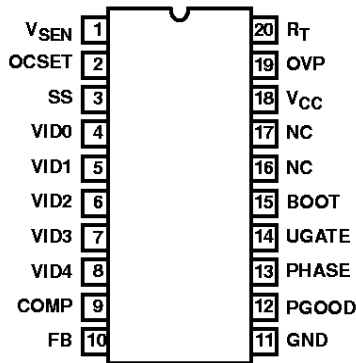 VSEN 1 20 RT
OCSET 2 19 OVP
SS 3 18 VCC
VID0 4 17 NC
VID1 5 16 NC
VID2 6 15 BOOT
VID3 7 14 UGATE
VID4 8 13 PHASE
COMP 9 12 PGOOD
FB 10 11 GND